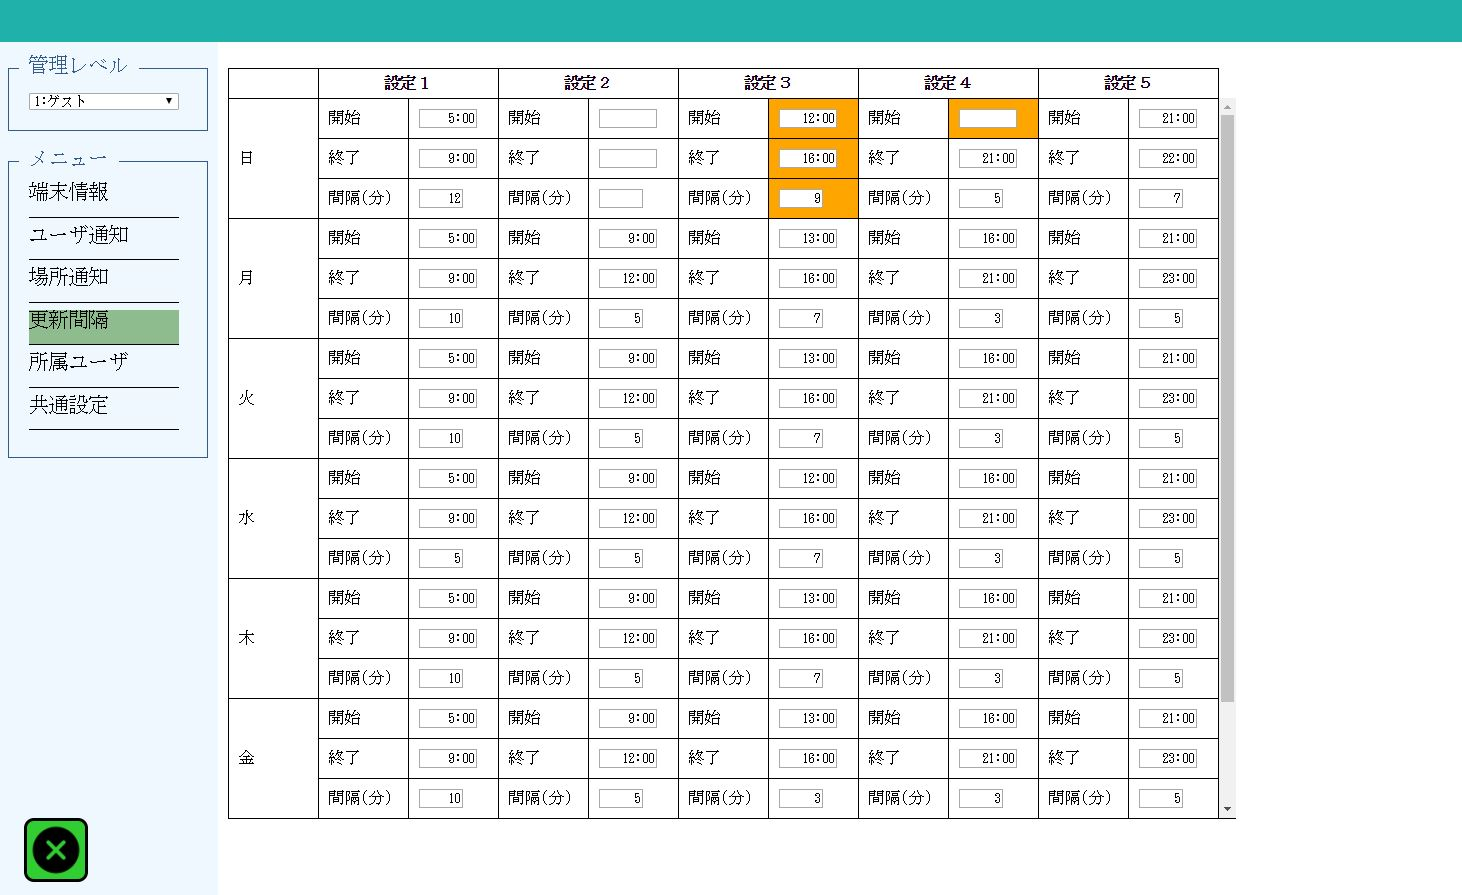 管理レベル
1:ゲスト
メニュー
端末情報
ユーザ通知
場所通知
更新間隔
所属ユーザ
共通設定
設定１ 設定２ 設定３ 設定４ 設定５
日
開始 5:00 開始 開始 12:00 開始 開始 21:00
終了 9:00 終了 終了 16:00 終了 21:00 終了 22:00
間隔(分) 12 間隔(分) 間隔(分) 9 間隔(分) 5 間隔(分) 7
月
開始 5:00 開始 9:00 開始 13:00 開始 16:00 開始 21:00
終了 9:00 終了 12:00 終了 16:00 終了 21:00 終了 23:00
間隔(分) 10 間隔(分) 5 間隔(分) 7 間隔(分) 3 間隔(分) 5
火
開始 5:00 開始 9:00 開始 13:00 開始 16:00 開始 21:00
終了 9:00 終了 12:00 終了 16:00 終了 21:00 終了 23:00
間隔(分) 10 間隔(分) 5 間隔(分) 7 間隔(分) 3 間隔(分) 5
水
開始 5:00 開始 9:00 開始 12:00 開始 16:00 開始 21:00
終了 9:00 終了 12:00 終了 16:00 終了 21:00 終了 23:00
間隔(分) 5 間隔(分) 5 間隔(分) 7 間隔(分) 3 間隔(分) 5
木
開始 5:00 開始 9:00 開始 13:00 開始 16:00 開始 21:00
終了 9:00 終了 12:00 終了 16:00 終了 21:00 終了 23:00
間隔(分) 10 間隔(分) 5 間隔(分) 7 間隔(分) 3 間隔(分) 5
金
開始 5:00 開始 9:00 開始 13:00 開始 16:00 開始 21:00
終了 9:00 終了 12:00 終了 16:00 終了 21:00 終了 23:00
間隔(分) 10 間隔(分) 5 間隔(分) 3 間隔(分) 3 間隔(分) 5